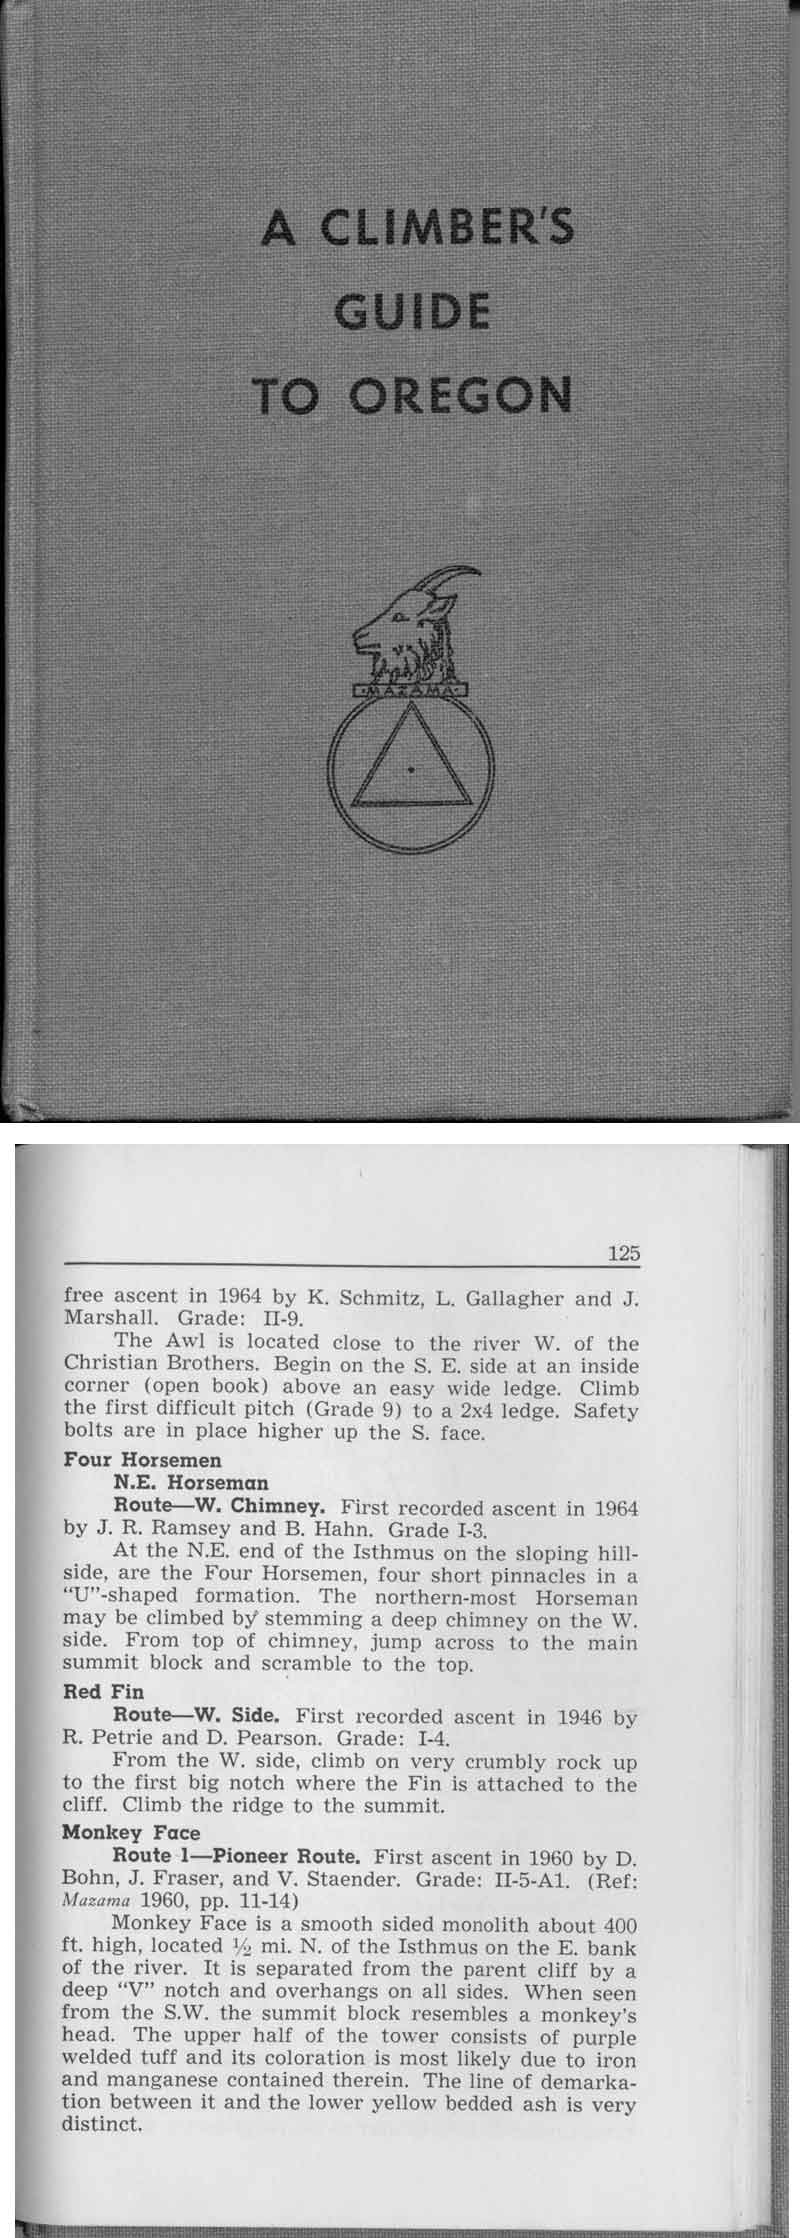 A CLIMBER'S
GUIDE
TO OREGON
·MAZAMA·
125
free ascent in 1964 by K. Schmitz, L. Gallagher and J.
Marshall. Grade: II-9.
The Awl is located close to the river W. of the
Christian Brothers. Begin on the S. E. side at an inside
corner (open book) above an easy wide ledge. Climb
the first difficult pitch (Grade 9) to a 2x4 ledge. Safety
bolts are in place higher up the S. face.
Four Horsemen
N.E. Horseman
Route—W. Chimney. First recorded ascent in 1964
by J. R. Ramsey and B. Hahn. Grade I-3.
At the N.E. end of the Isthmus on the sloping hill-
side, are the Four Horsemen, four short pinnacles in a
“U”-shaped formation. The northern-most Horseman
may be climbed by stemming a deep chimney on the W.
side. From top of chimney, jump across to the main
summit block and scramble to the top.
Red Fin
Route—W. Side. First recorded ascent in 1946 by
R. Petrie and D. Pearson. Grade: I-4.
From the W. side, climb on very crumbly rock up
to the first big notch where the Fin is attached to the
cliff. Climb the ridge to the summit.
Monkey Face
Route 1—Pioneer Route. First ascent in 1960 by D.
Bohn, J. Fraser, and V. Staender. Grade: II-5-A1. (Ref:
Mazama 1960, pp. 11-14)
Monkey Face is a smooth sided monolith about 400
ft. high, located ½ mi. N. of the Isthmus on the E. bank
of the river. It is separated from the parent cliff by a
deep “V” notch and overhangs on all sides. When seen
from the S.W. the summit block resembles a monkey's
head. The upper half of the tower consists of purple
welded tuff and its coloration is most likely due to iron
and manganese contained therein. The line of demarka-
tion between it and the lower yellow bedded ash is very
distinct.